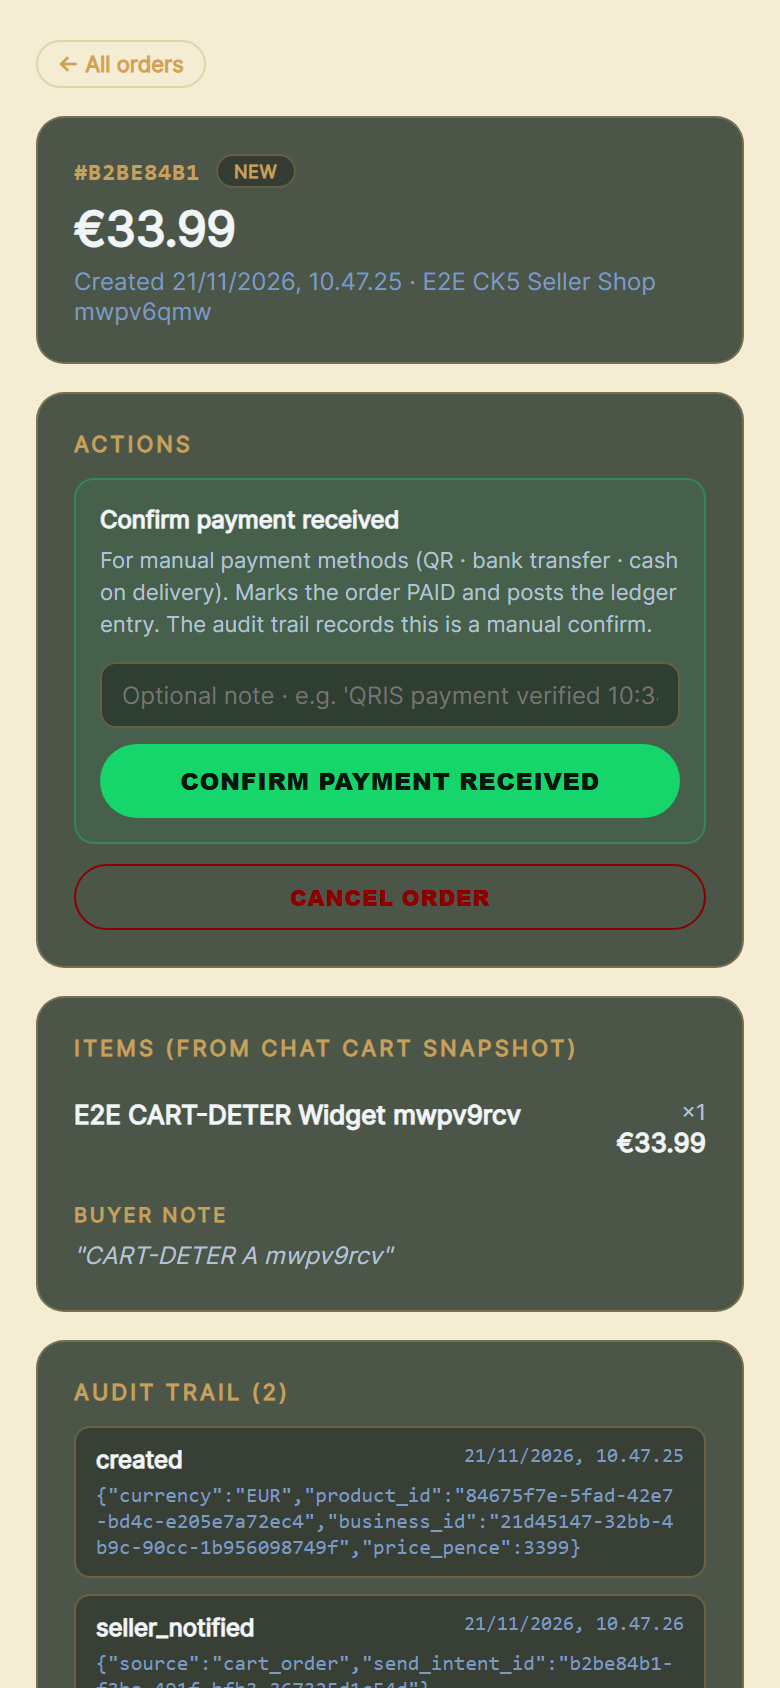 ← All orders
#B2BE84B1 NEW
€33.99
Created 21/11/2026, 10.47.25 · E2E CK5 Seller Shop
mwpv6qmw
ACTIONS
Confirm payment received
For manual payment methods (QR · bank transfer · cash
on delivery). Marks the order PAID and posts the ledger
entry. The audit trail records this is a manual confirm.
Optional note · e.g. 'QRIS payment verified 10:3
CONFIRM PAYMENT RECEIVED
CANCEL ORDER
ITEMS (FROM CHAT CART SNAPSHOT)
E2E CART-DETER Widget mwpv9rcv ×1
€33.99
BUYER NOTE
"CART-DETER A mwpv9rcv"
AUDIT TRAIL (2)
created 21/11/2026, 10.47.25
{"currency":"EUR","product_id":"84675f7e-5fad-42e7
-bd4c-e205e7a72ec4","business_id":"21d45147-32bb-4
b9c-90cc-1b956098749f","price_pence":3399}
seller_notified 21/11/2026, 10.47.26
{"source":"cart_order","send_intent_id":"b2be84b1-